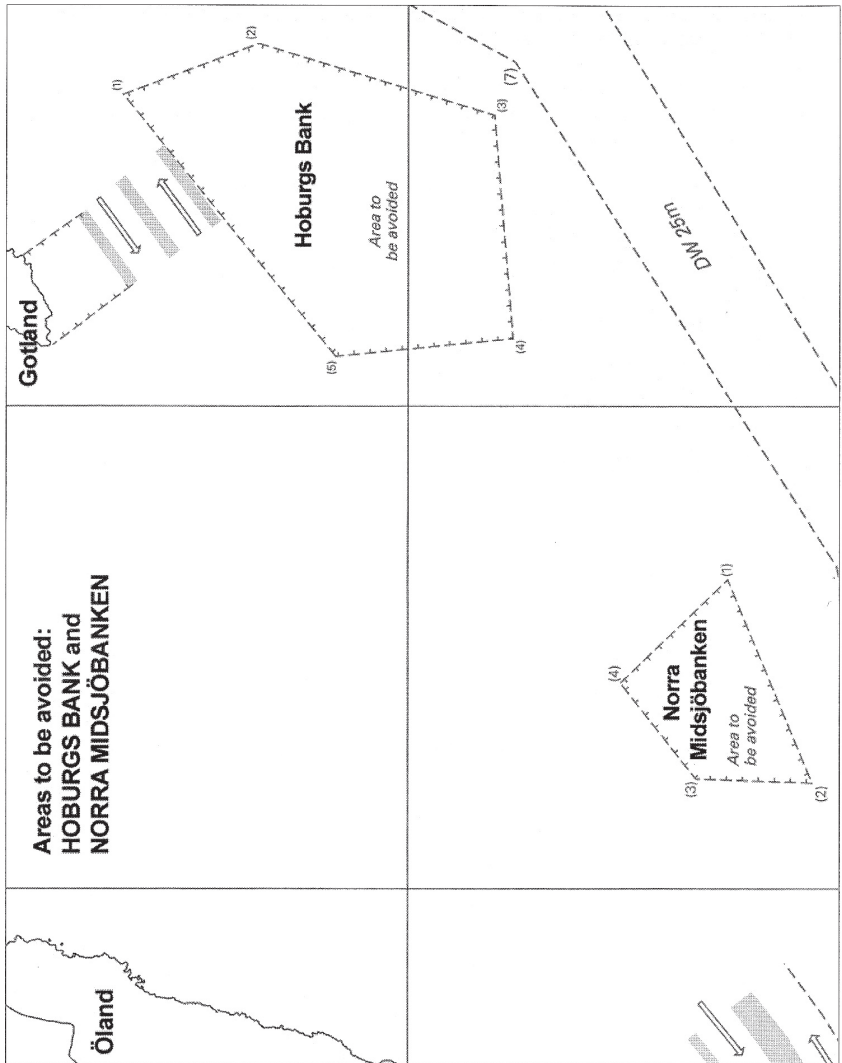 Areas to be avoided:
HOBURGS BANK and
NORRA MIDSJÖBANKEN
Gotland
(1)
(2)
Hoburgs Bank
Area to
be avoided
(3)
(4)
(5)
(7)
DW 25m
Öland
(4)
Norra
Midsjöbanken
(3)
(1)
Area to
be avoided
(2)